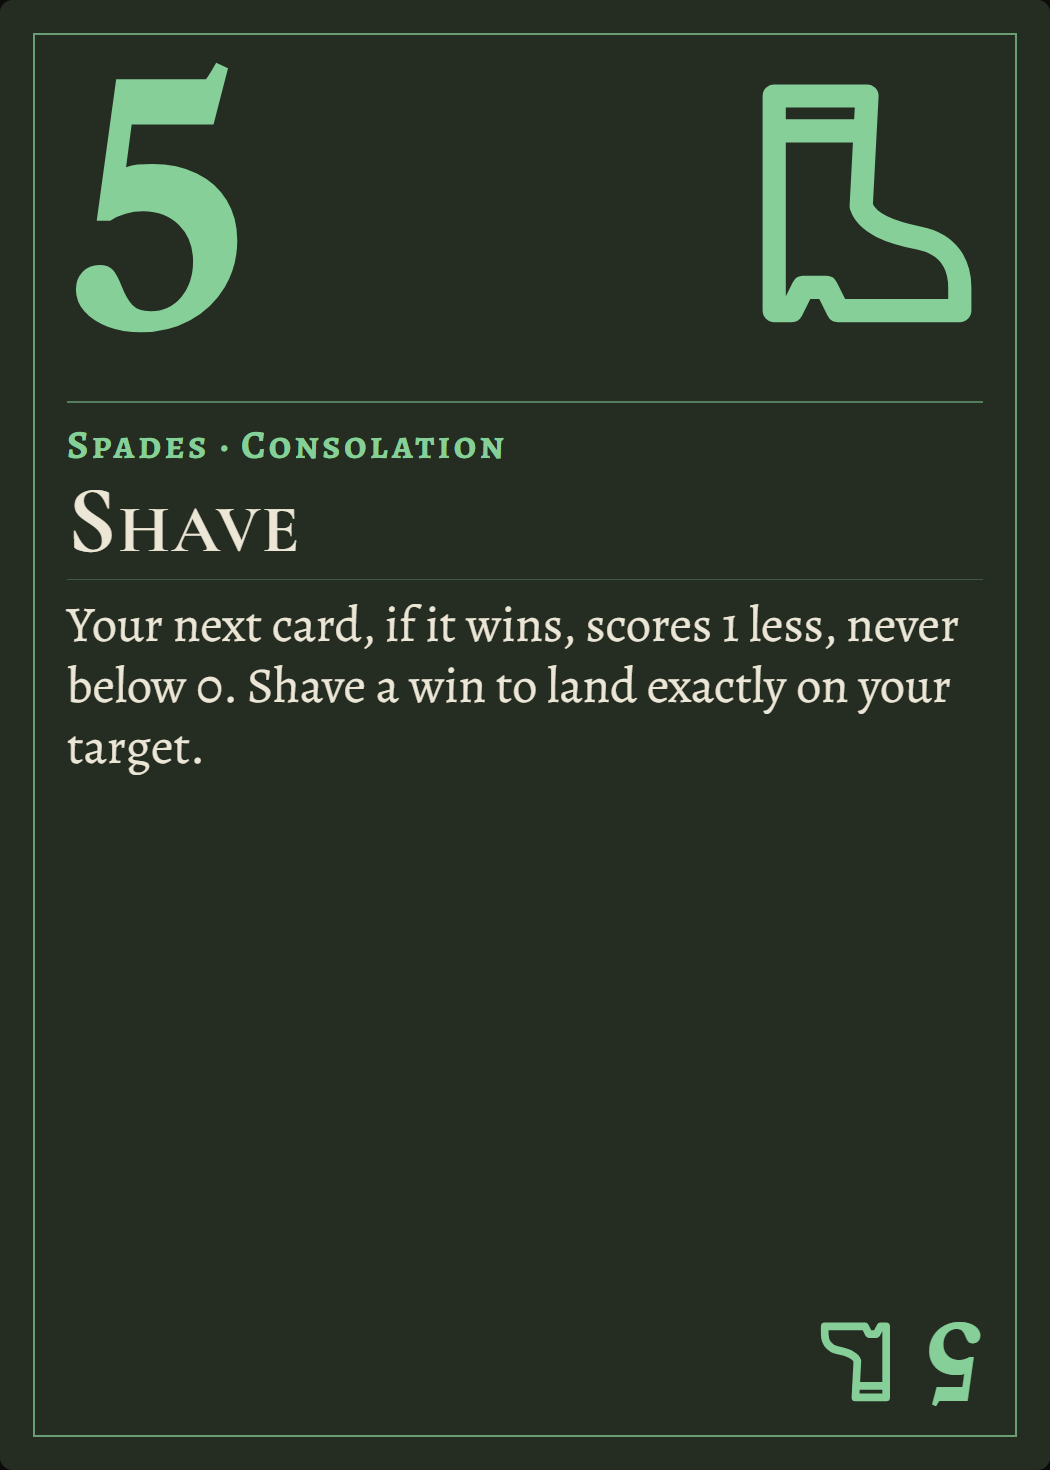 5
Spades · Consolation
Shave
Your next card, if it wins, scores 1 less, never
below 0. Shave a win to land exactly on your
target.
5